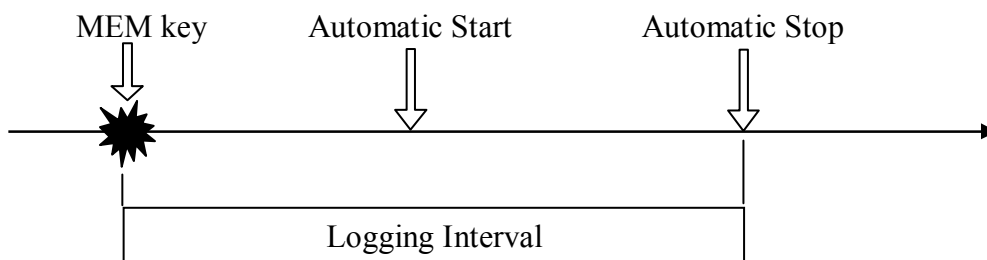 MEM key
Automatic Start
Automatic Stop
Logging Interval